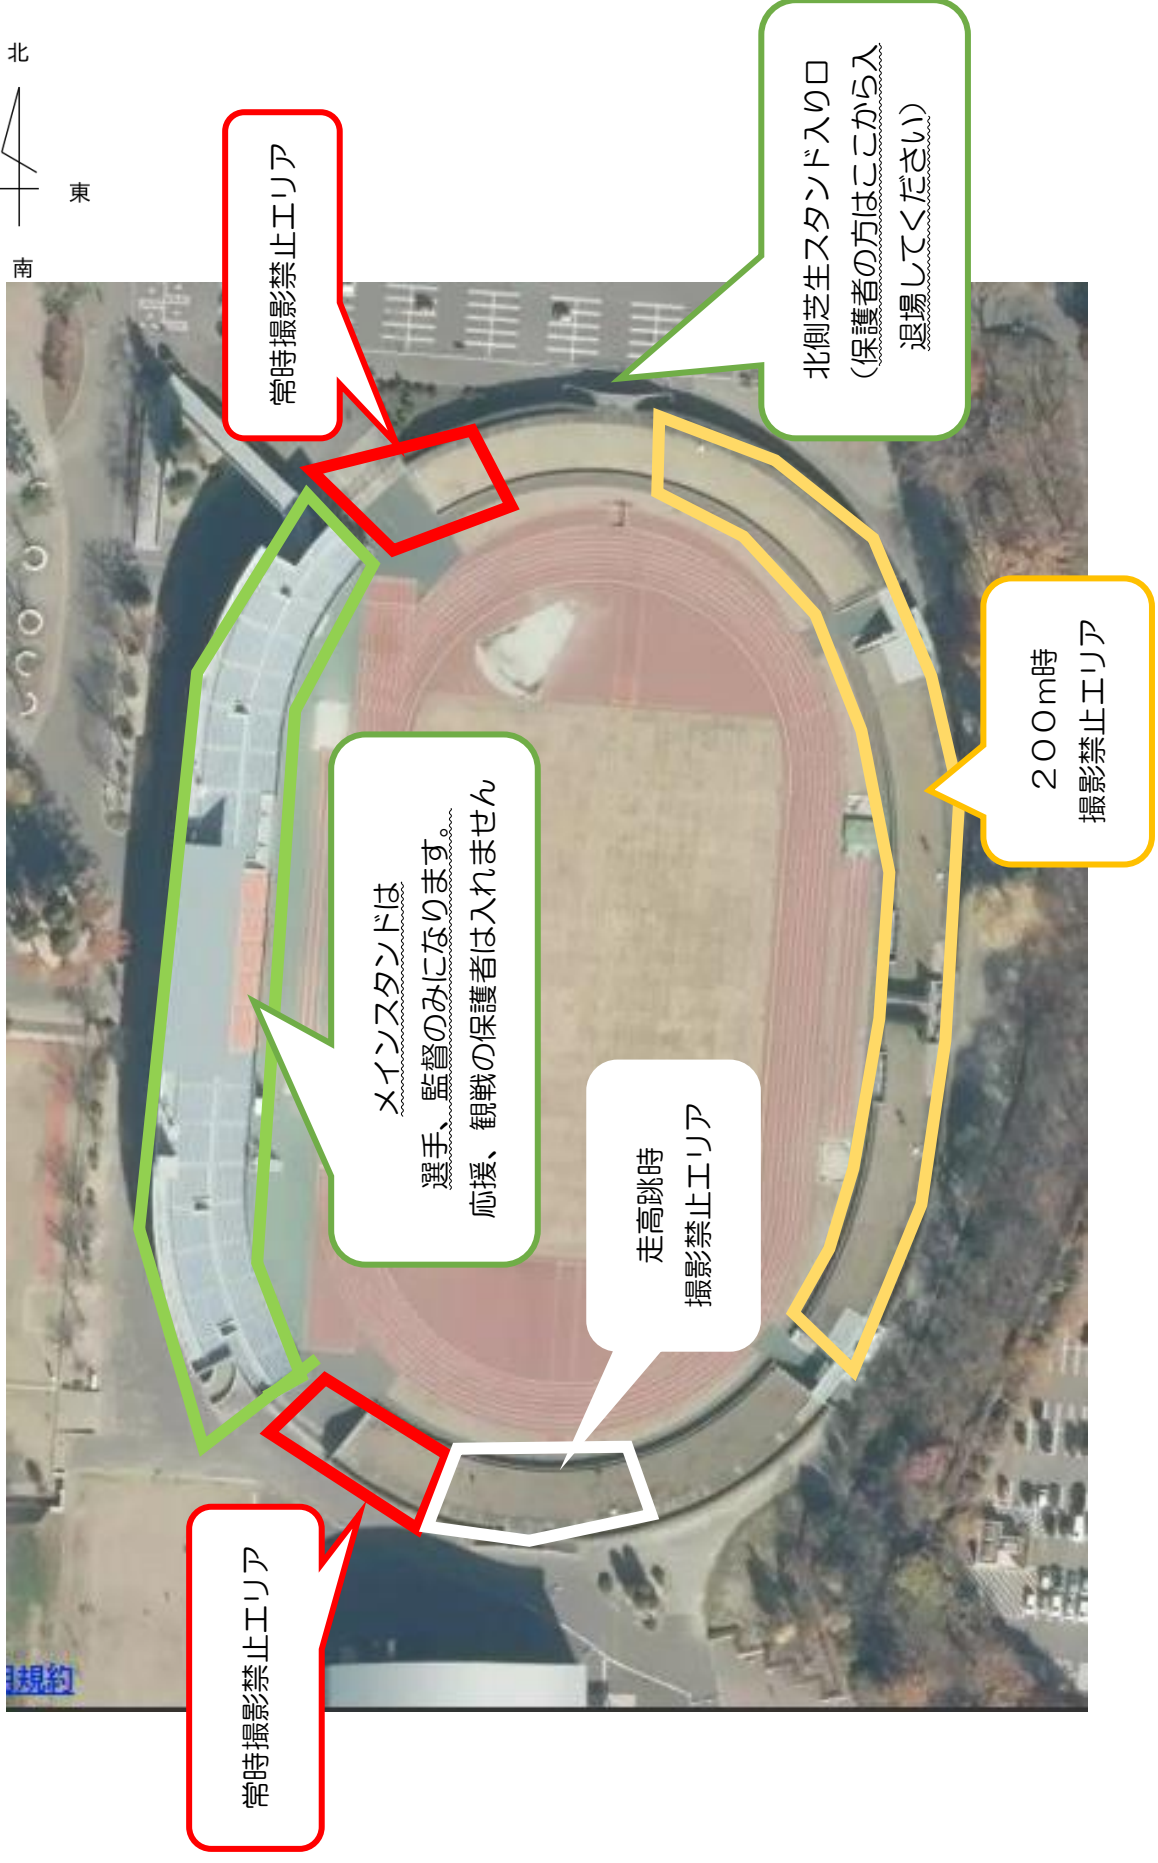 北
東
南
常時撮影禁止エリア
北側芝生スタンド入り口
(保護者の方はここから入
退場してください)
メインスタンドは
選手、監督のみになります。
応援、観戦の保護者は入れません
200m時
撮影禁止エリア
走高跳時
撮影禁止エリア
常時撮影禁止エリア
規約